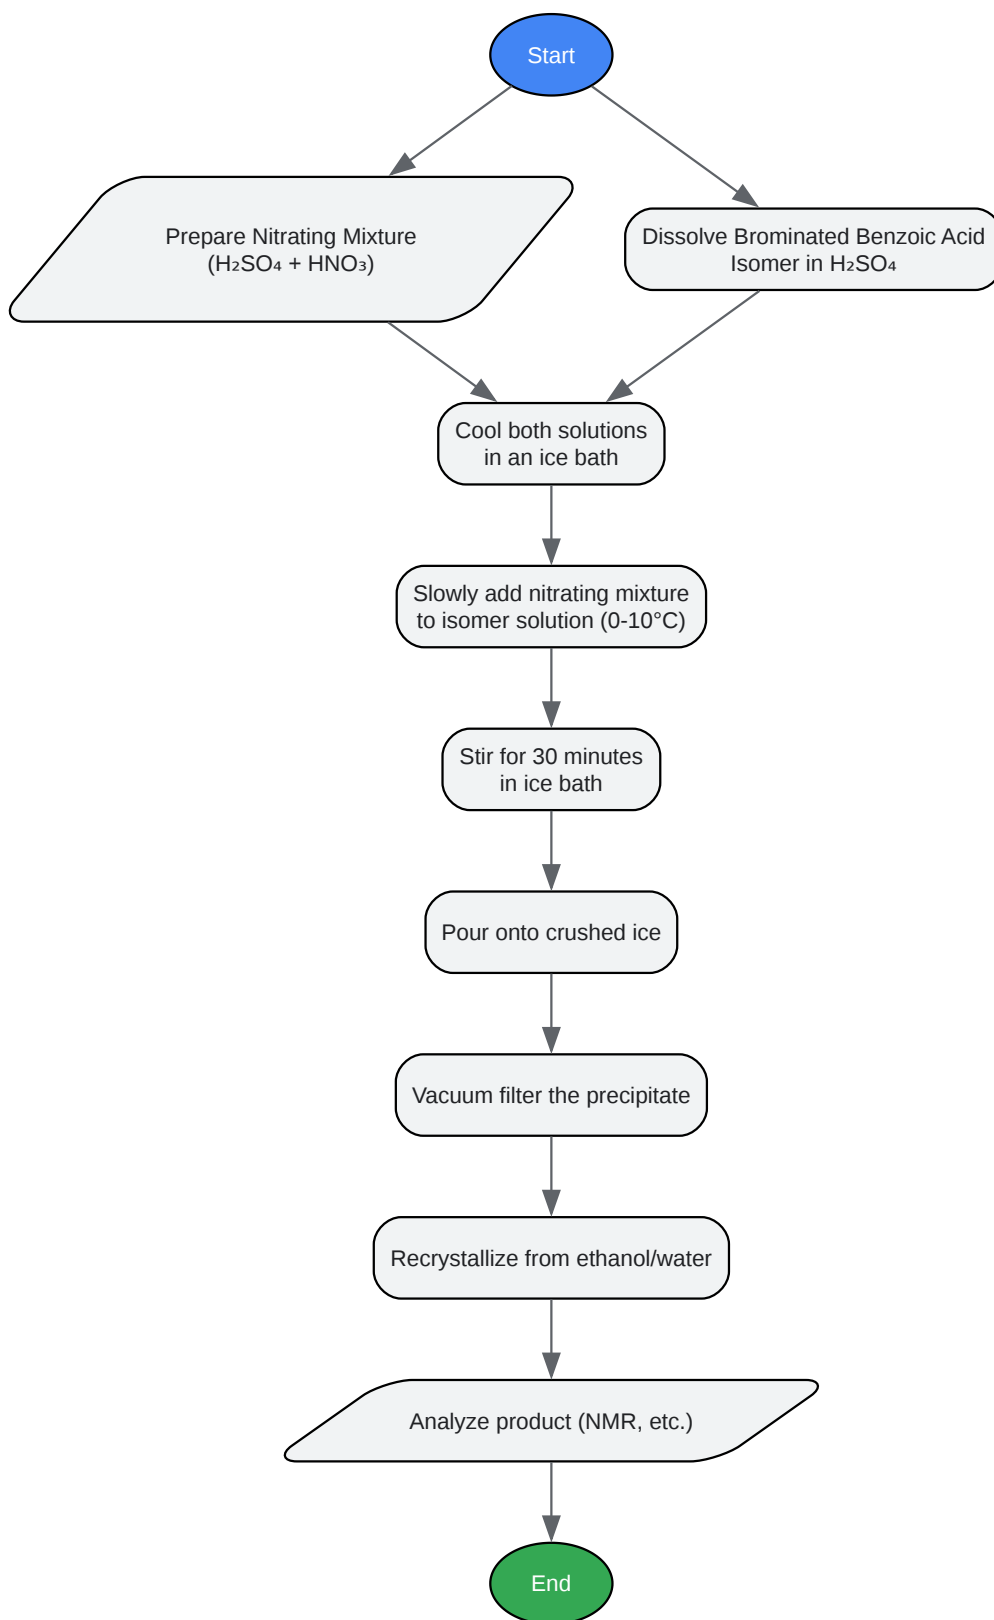 Start
Prepare Nitrating Mixture
(H₂SO₄ + HNO₃)
Dissolve Brominated Benzoic Acid
Isomer in H₂SO₄
Cool both solutions
in an ice bath
Slowly add nitrating mixture
to isomer solution (0-10°C)
Stir for 30 minutes
in ice bath
Pour onto crushed ice
Vacuum filter the precipitate
Recrystallize from ethanol/water
Analyze product (NMR, etc.)
End